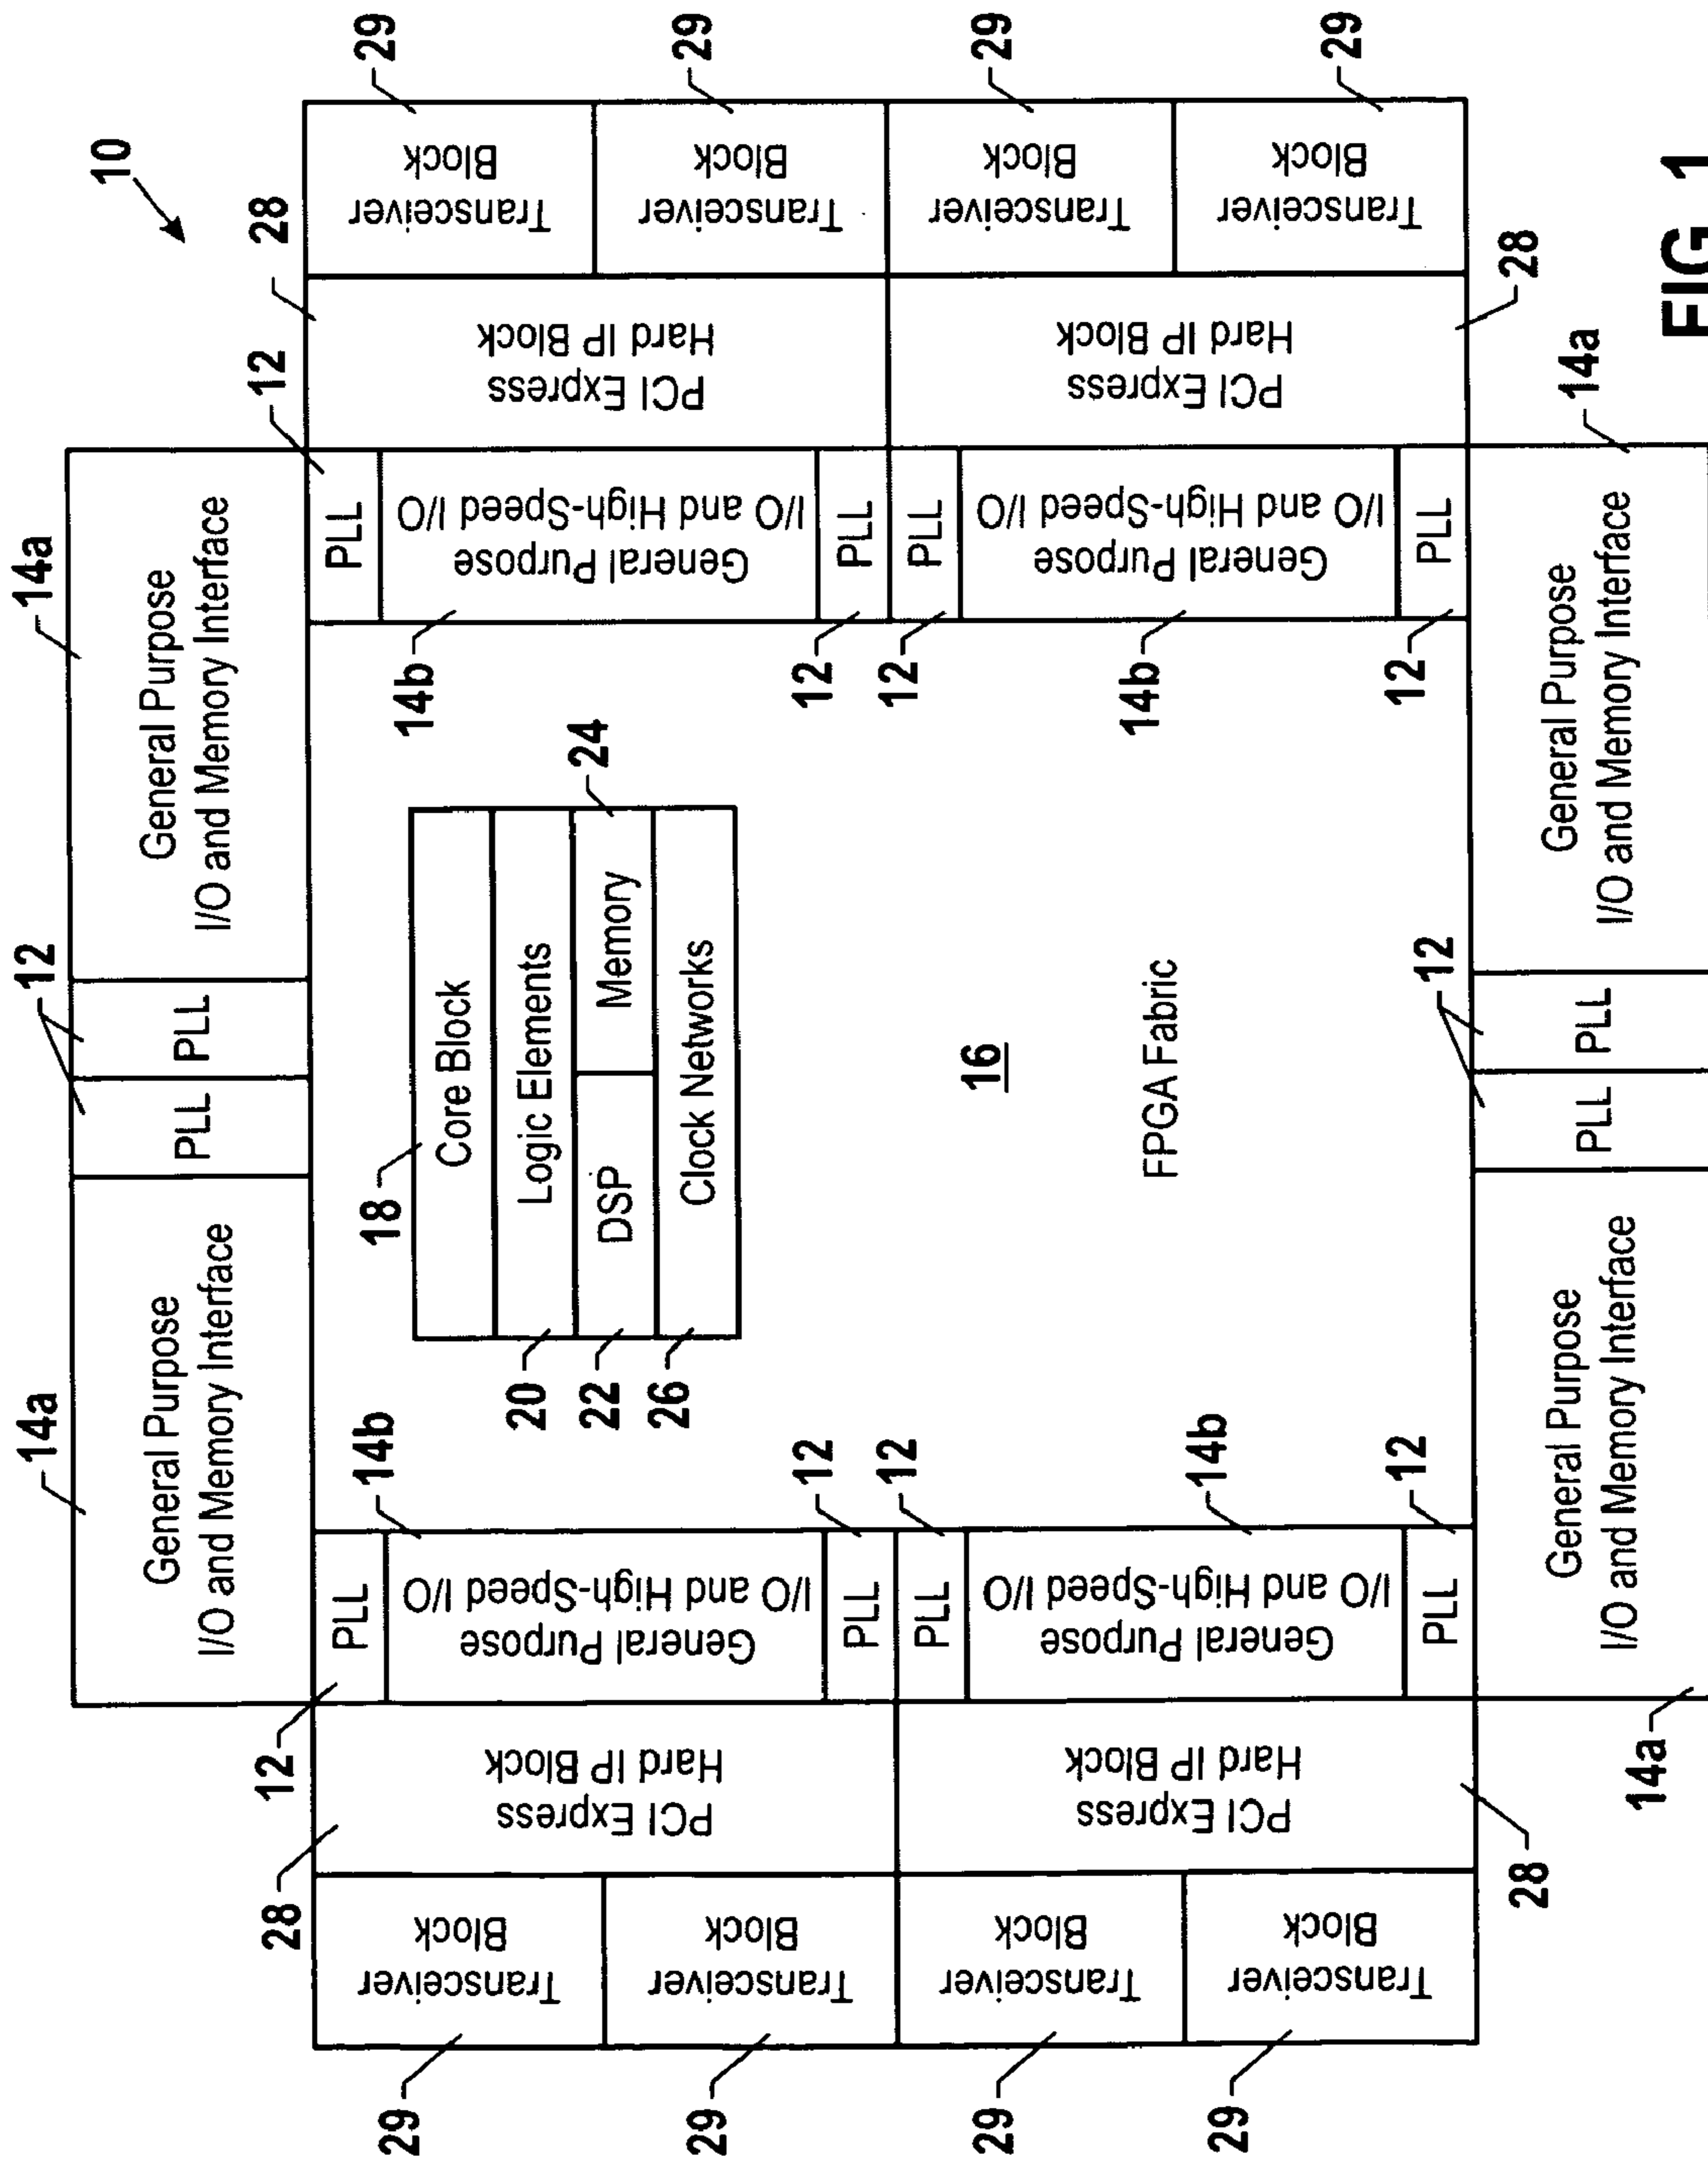 10
14a
12
14a
General Purpose
I/O and Memory Interface
PLL
PLL
General Purpose
I/O and Memory Interface
28
12
12
28
29
29
29
29
Transceiver
Block
Transceiver
Block
Transceiver
Block
Transceiver
Block
PCI Express
Hard IP Block
PCI Express
Hard IP Block
28
PLL
General Purpose
I/O and High-Speed I/O
PLL
PLL
General Purpose
I/O and High-Speed I/O
PLL
14b
12
12
14b
12
18
Core Block
20
Logic Elements
22
DSP
Memory
24
26
Clock Networks
16
FPGA Fabric
14b
12
12
14b
12
PLL
General Purpose
I/O and High-Speed I/O
PLL
PLL
General Purpose
I/O and High-Speed I/O
PLL
PCI Express
Hard IP Block
PCI Express
Hard IP Block
28
Transceiver
Block
Transceiver
Block
Transceiver
Block
Transceiver
Block
29
29
29
29
12
General Purpose
I/O and Memory Interface
PLL
PLL
General Purpose
I/O and Memory Interface
14a
14a
FIG 1